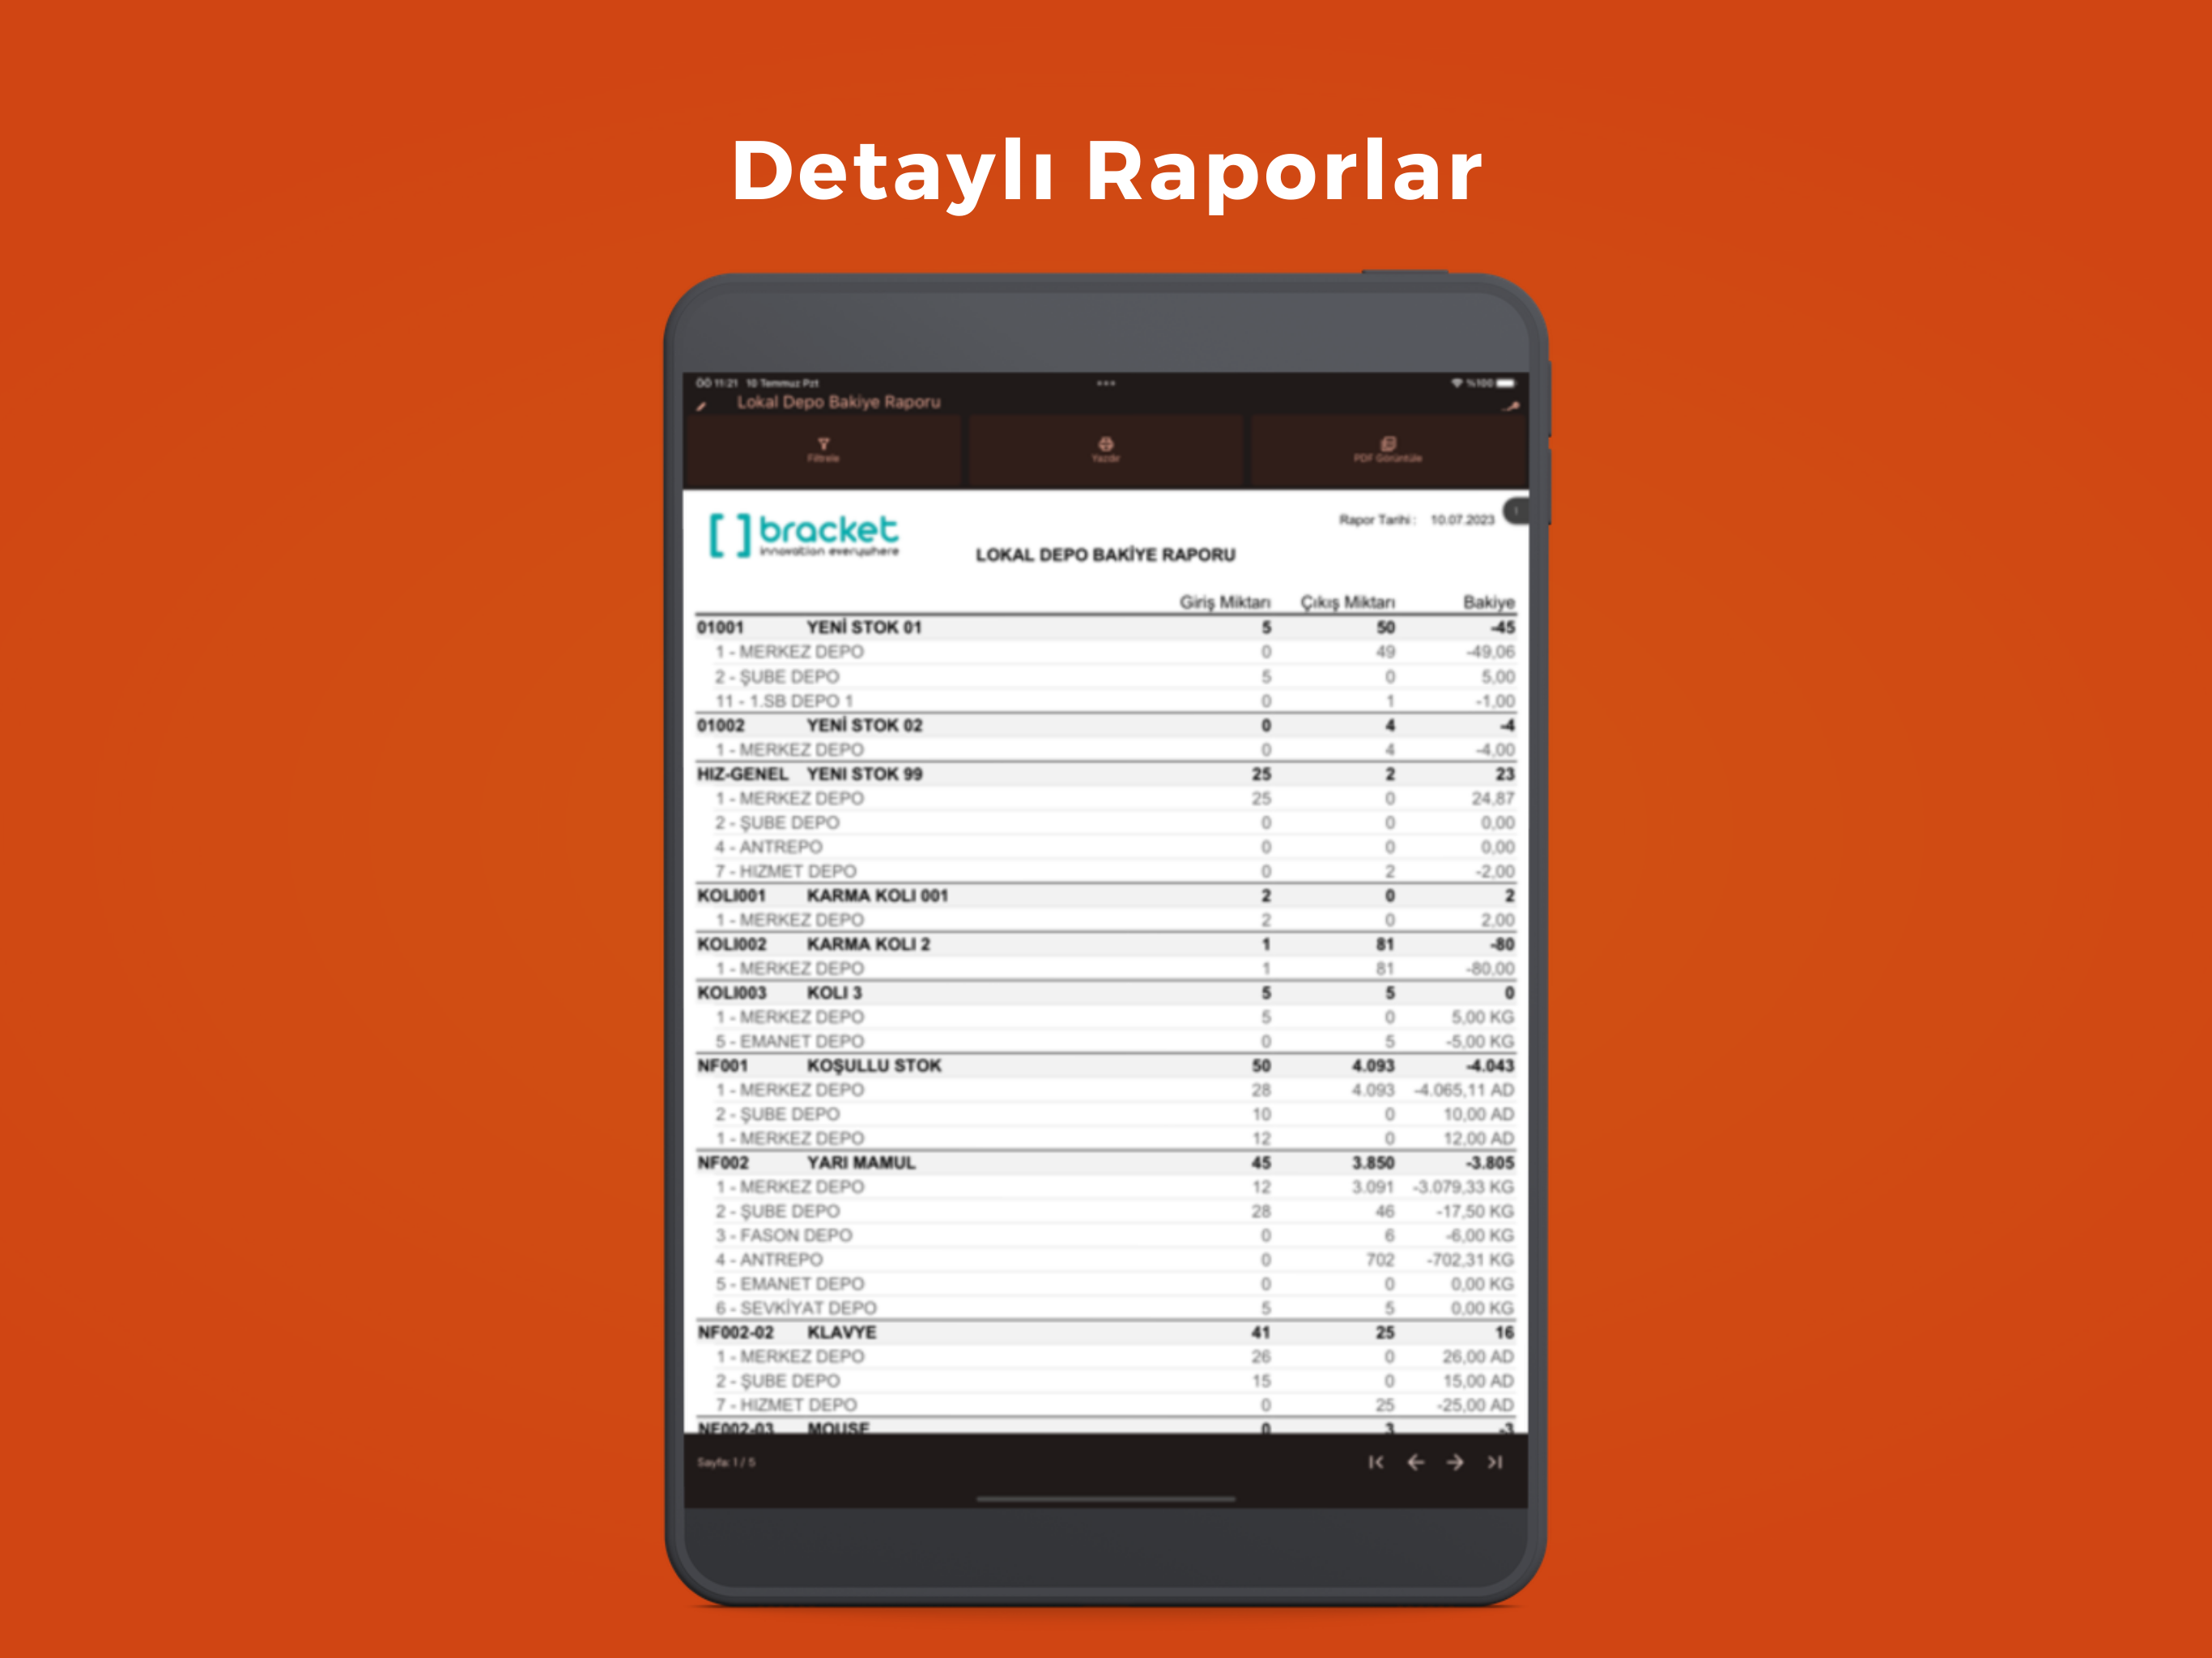 Detaylı Raporlar
ÖÖ 11:21 10 Temmuz Pzt %100
Lokal Depo Bakiye Raporu
Filtrele Yazdır PDF Görüntüle
[ ] bracket
innovation everywhere
Rapor Tarihi : 10.07.2023
1
LOKAL DEPO BAKİYE RAPORU
Giriş Miktarı Çıkış Miktarı Bakiye
01001 YENİ STOK 01 5 50 -45
1 - MERKEZ DEPO 0 49 -49,06
2 - ŞUBE DEPO 5 0 5,00
11 - 1.SB DEPO 1 0 1 -1,00
01002 YENİ STOK 02 0 4 -4
1 - MERKEZ DEPO 0 4 -4,00
HIZ-GENEL YENI STOK 99 25 2 23
1 - MERKEZ DEPO 25 0 24,87
2 - ŞUBE DEPO 0 0 0,00
4 - ANTREPO 0 0 0,00
7 - HIZMET DEPO 0 2 -2,00
KOLI001 KARMA KOLI 001 2 0 2
1 - MERKEZ DEPO 2 0 2,00
KOLI002 KARMA KOLI 2 1 81 -80
1 - MERKEZ DEPO 1 81 -80,00
KOLI003 KOLI 3 5 5 0
1 - MERKEZ DEPO 5 0 5,00 KG
5 - EMANET DEPO 0 5 -5,00 KG
NF001 KOŞULLU STOK 50 4.093 -4.043
1 - MERKEZ DEPO 28 4.093 -4.065,11 AD
2 - ŞUBE DEPO 10 0 10,00 AD
1 - MERKEZ DEPO 12 0 12,00 AD
NF002 YARI MAMUL 45 3.850 -3.805
1 - MERKEZ DEPO 12 3.091 -3.079,33 KG
2 - ŞUBE DEPO 28 46 -17,50 KG
3 - FASON DEPO 0 6 -6,00 KG
4 - ANTREPO 0 702 -702,31 KG
5 - EMANET DEPO 0 0 0,00 KG
6 - SEVKİYAT DEPO 5 5 0,00 KG
NF002-02 KLAVYE 41 25 16
1 - MERKEZ DEPO 26 0 26,00 AD
2 - ŞUBE DEPO 15 0 15,00 AD
7 - HIZMET DEPO 0 25 -25,00 AD
NF002-03 MOUSE 0 3 -3
Sayfa: 1 / 5